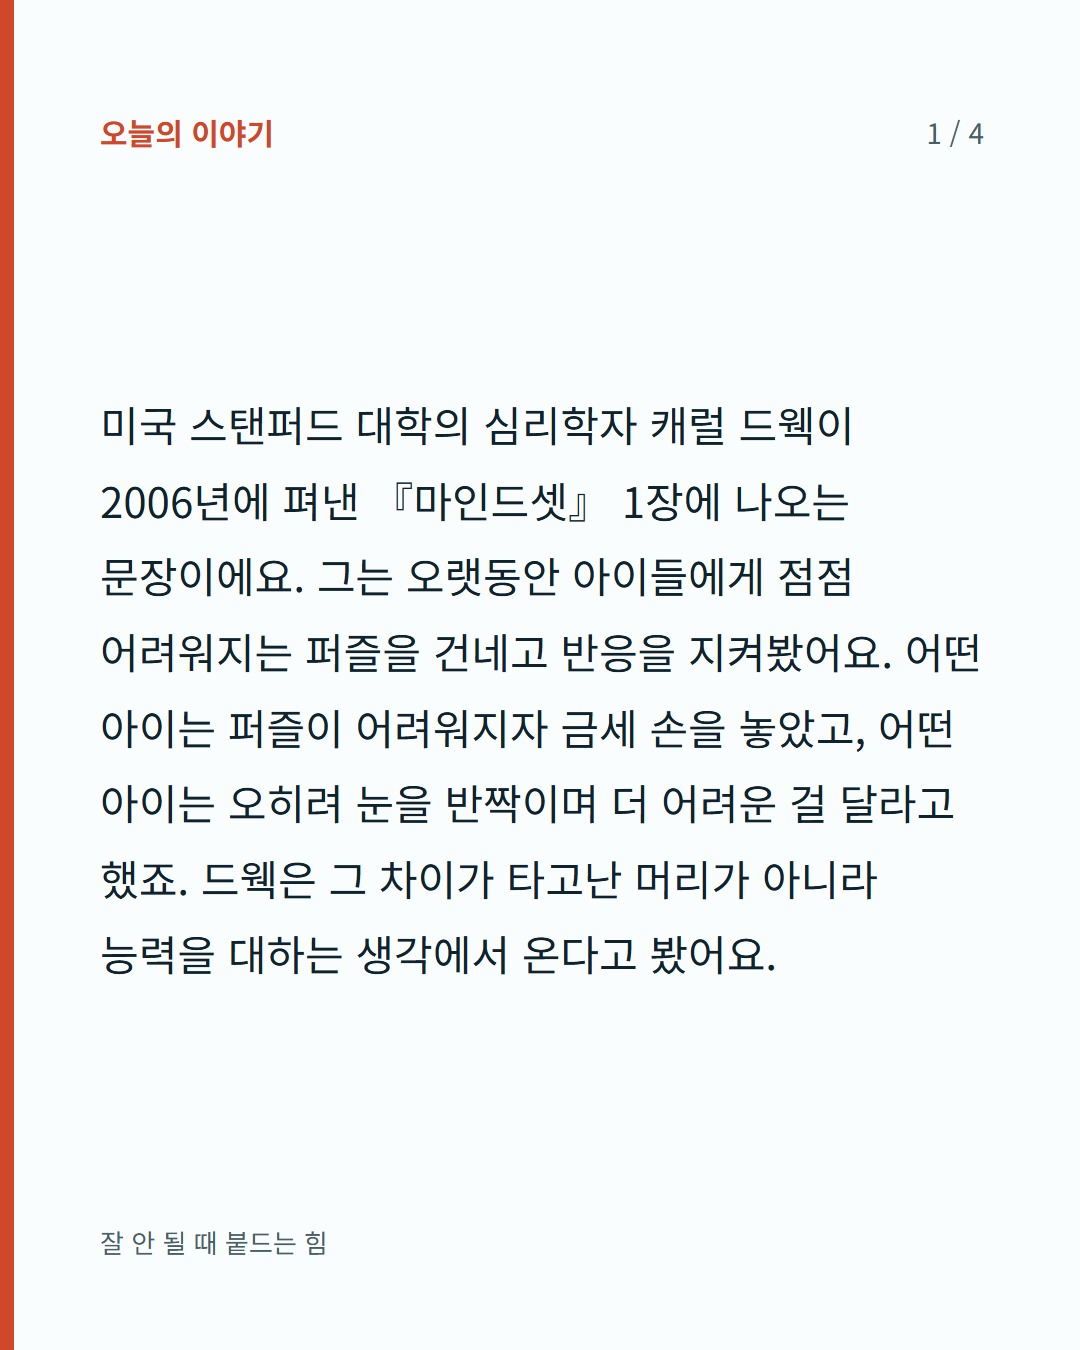 오늘의 이야기
1 / 4
미국 스탠퍼드 대학의 심리학자 캐럴 드웩이
2006년에 펴낸 『마인드셋』 1장에 나오는
문장이에요. 그는 오랫동안 아이들에게 점점
어려워지는 퍼즐을 건네고 반응을 지켜봤어요. 어떤
아이는 퍼즐이 어려워지자 금세 손을 놓았고, 어떤
아이는 오히려 눈을 반짝이며 더 어려운 걸 달라고
했죠. 드웩은 그 차이가 타고난 머리가 아니라
능력을 대하는 생각에서 온다고 봤어요.
잘 안 될 때 붙드는 힘